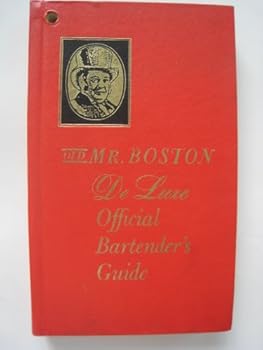 OLD MR. BOSTON
De Luxe
Official
Bartender's
Guide